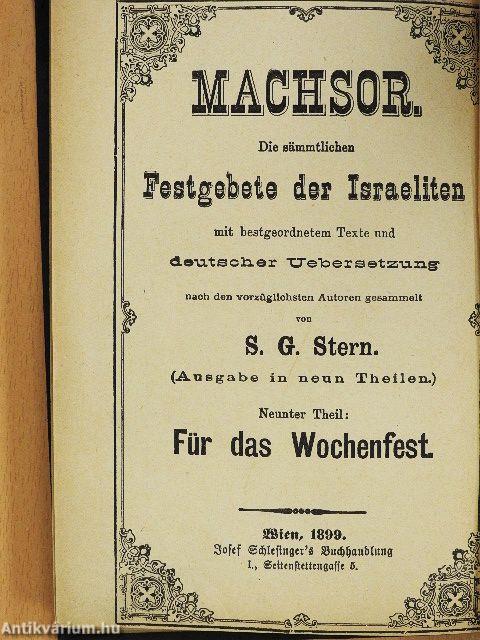 MACHSOR.
Die sämmtlichen
Festgebete der Israeliten
mit bestgeordnetem Texte und
deutscher Uebersetzung
nach den vorzüglichsten Autoren gesammelt
von
S. G. Stern.
(Ausgabe in neun Theilen.)
Neunter Theil:
Für das Wochenfest.
Wien, 1899.
Josef Schlesinger's Buchhandlung
I., Seitenstettengasse 5.
Antikvárium.hu